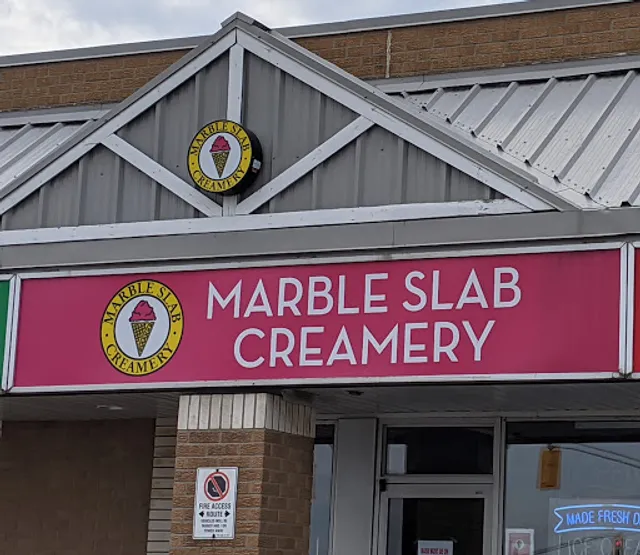 MARBLE SLAB
CREAMERY
MARBLE SLAB
CREAMERY
MARBLE SLAB
CREAMERY
FIRE ACCESS
ROUTE
MADE FRESH